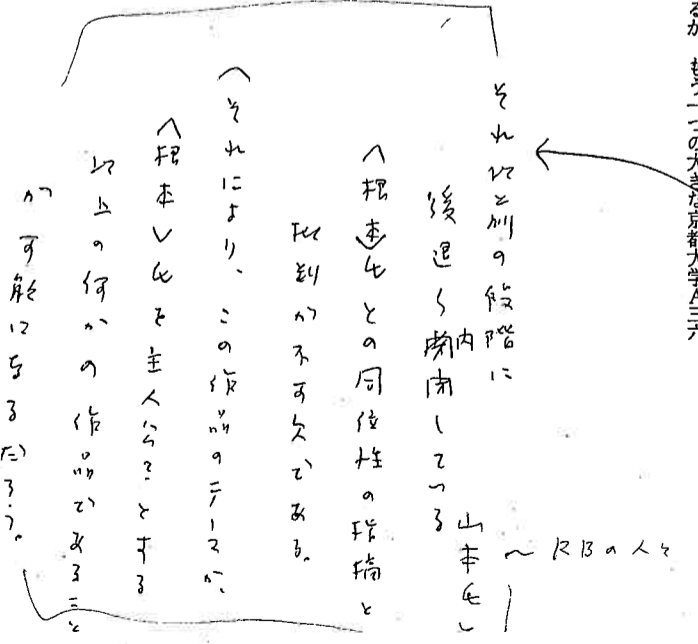 るが、もう一つの大きな京都大学A三六
それと別の段階に
後退〜内閉している
山本氏し
〜RBの人々
〈根本〉氏との同位性の指摘と
批判が不可欠である。
(それにより、この作品のテーマが、
〈根本〉氏を主人公?とする
以上の何かの作品であること
が可能になるだろう。